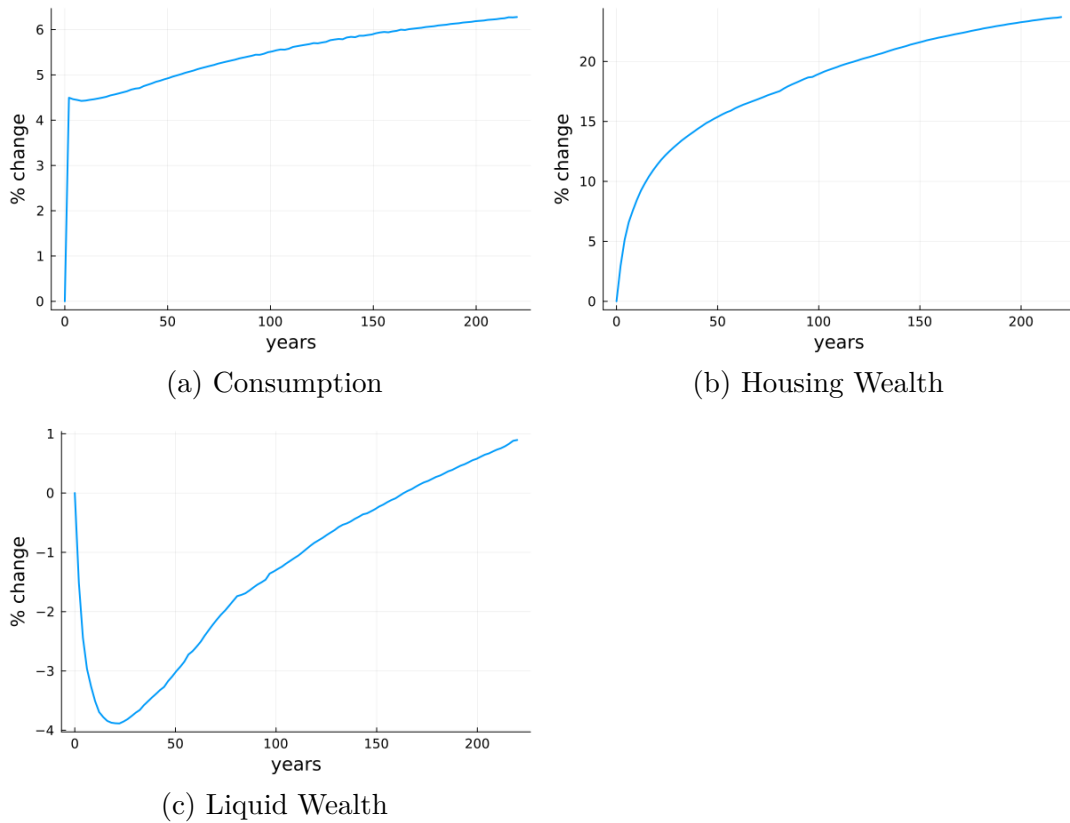 % change
6
5
4
3
2
1
0
0 50 100 150 200
years
(a) Consumption
% change
20
15
10
5
0
0 50 100 150 200
years
(b) Housing Wealth
% change
1
0
−1
−2
−3
−4
0 50 100 150 200
years
(c) Liquid Wealth